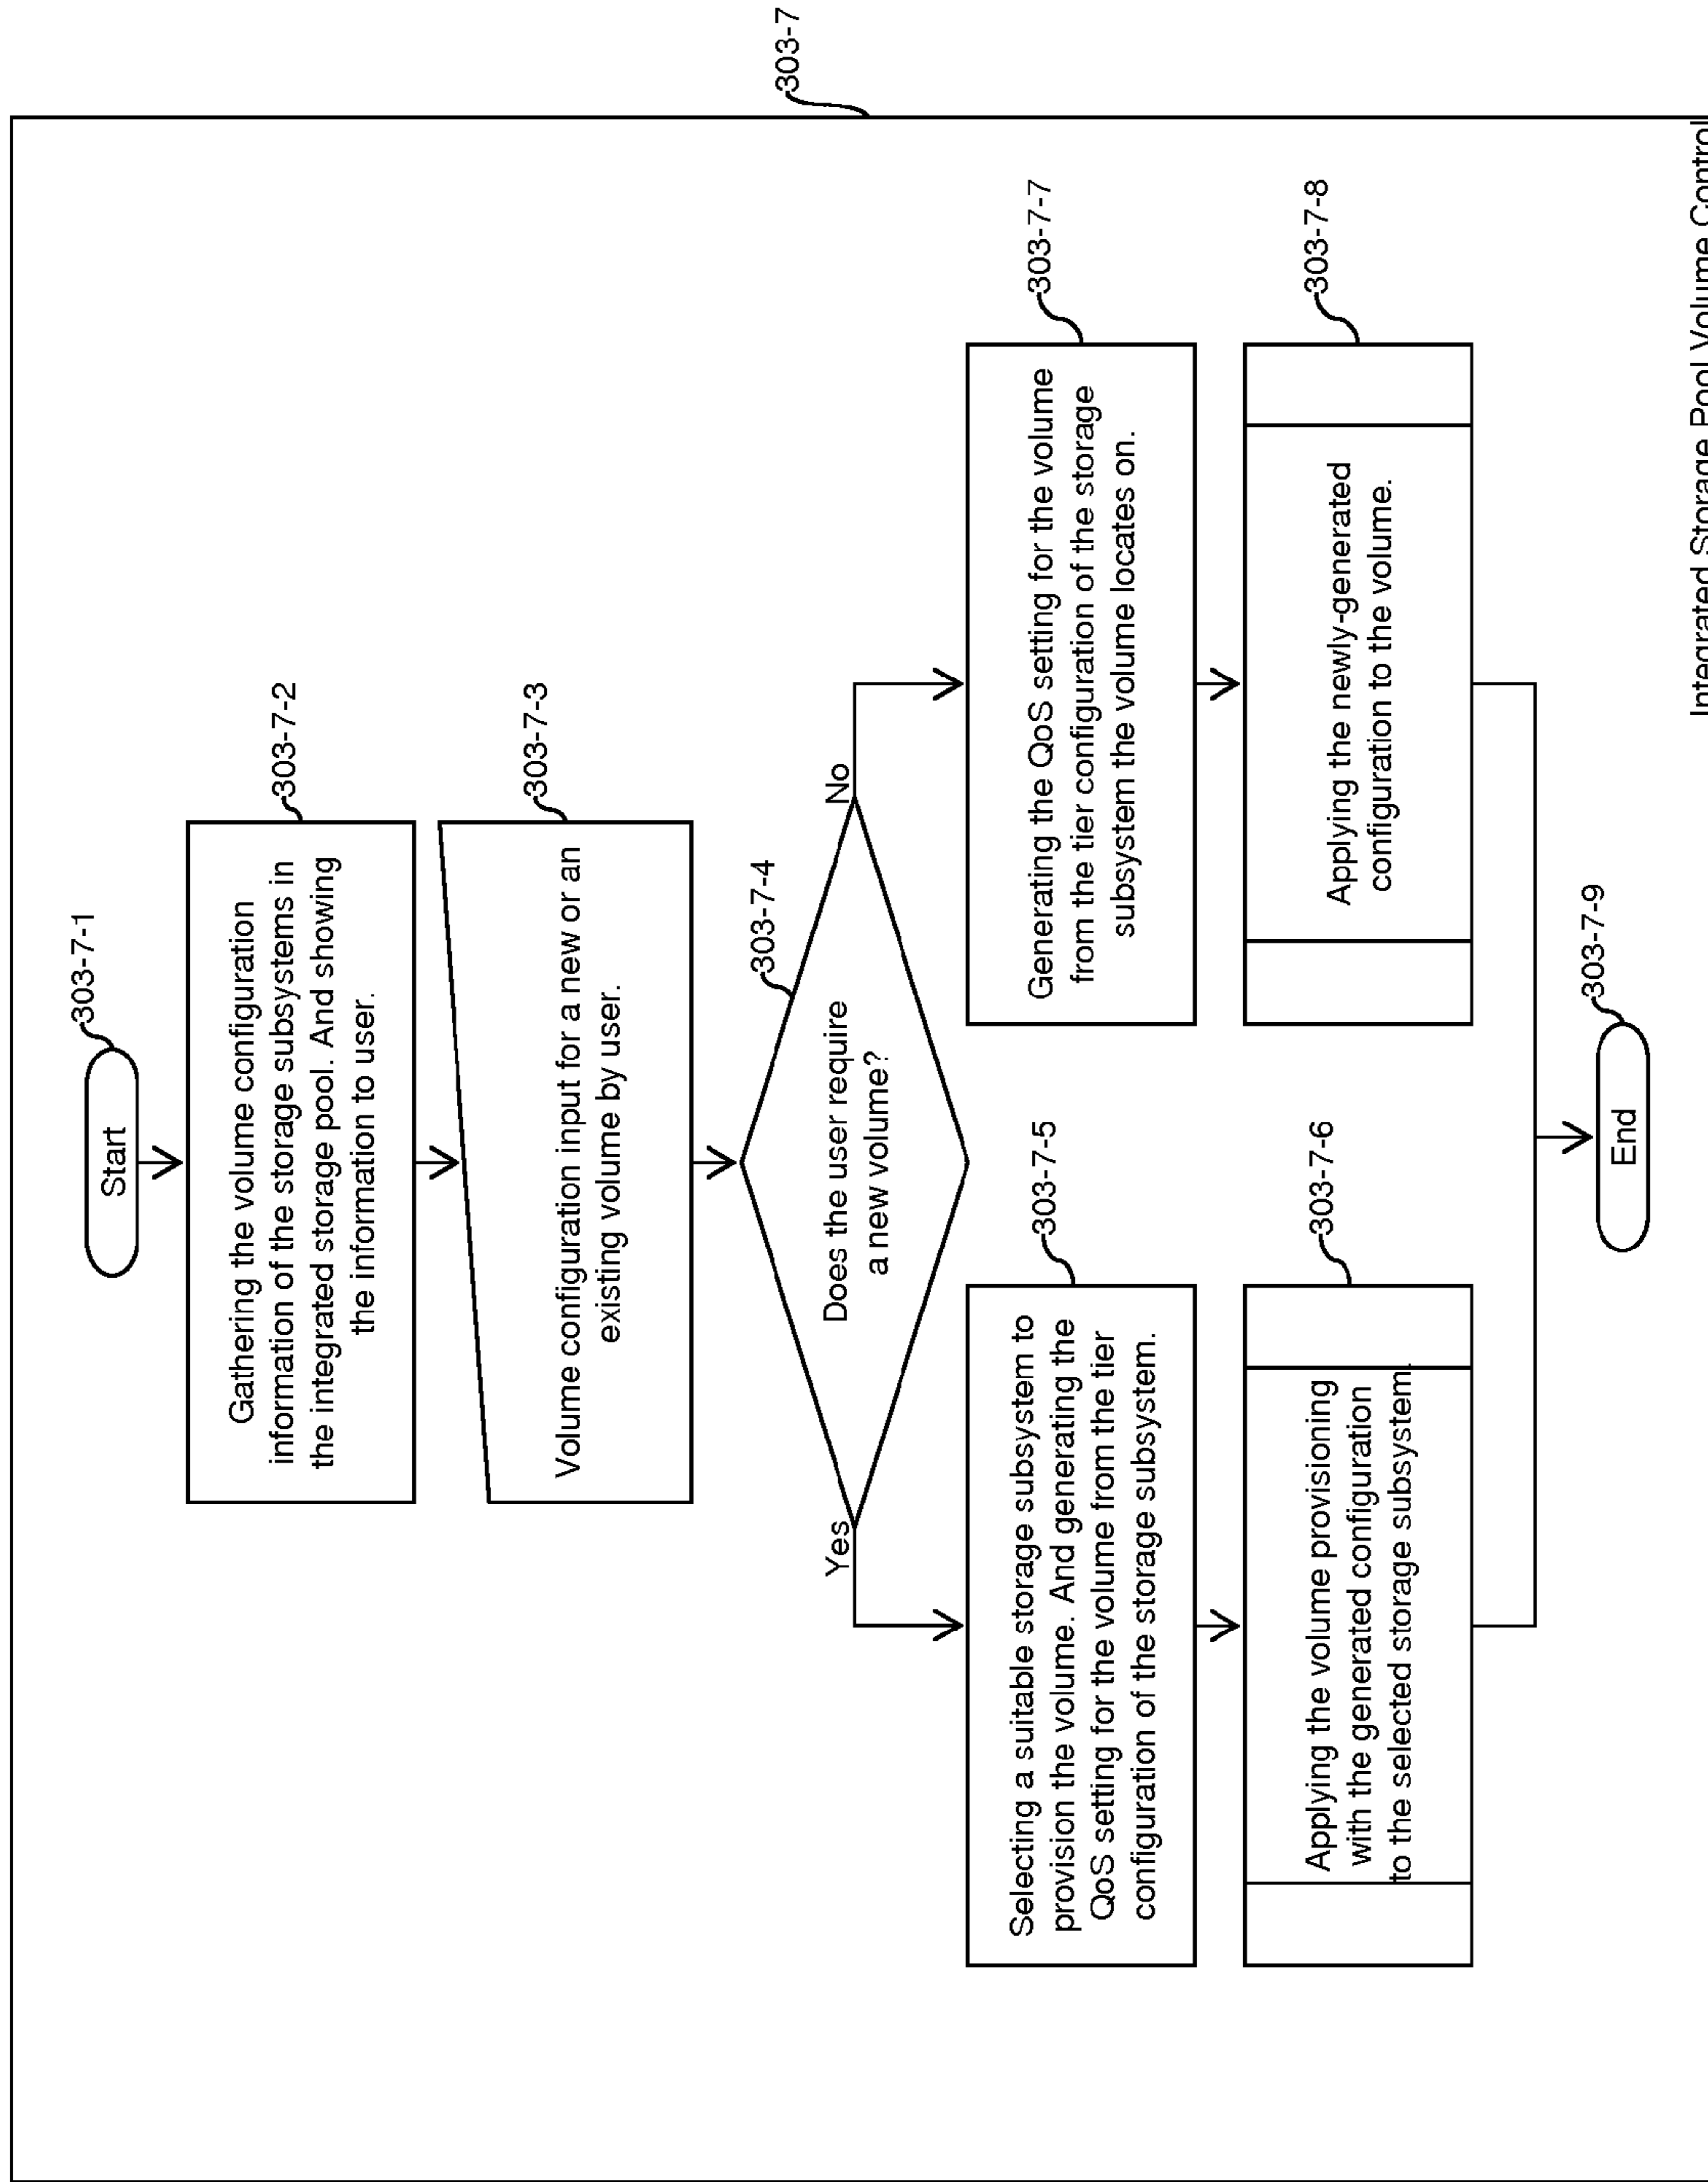 303-7
303-7-1
Start
303-7-2
Gathering the volume configuration
information of the storage subsystems in
the integrated storage pool. And showing
the information to user.
303-7-3
Volume configuration input for a new or an
existing volume by user.
303-7-4
Does the user require
a new volume?
Yes
No
303-7-5
Selecting a suitable storage subsystem to
provision the volume. And generating the
QoS setting for the volume from the tier
configuration of the storage subsystem.
303-7-7
Generating the QoS setting for the volume
from the tier configuration of the storage
subsystem the volume locates on.
303-7-6
Applying the volume provisioning
with the generated configuration
to the selected storage subsystem.
303-7-8
Applying the newly-generated
configuration to the volume.
303-7-9
End
Integrated Storage Pool Volume Control